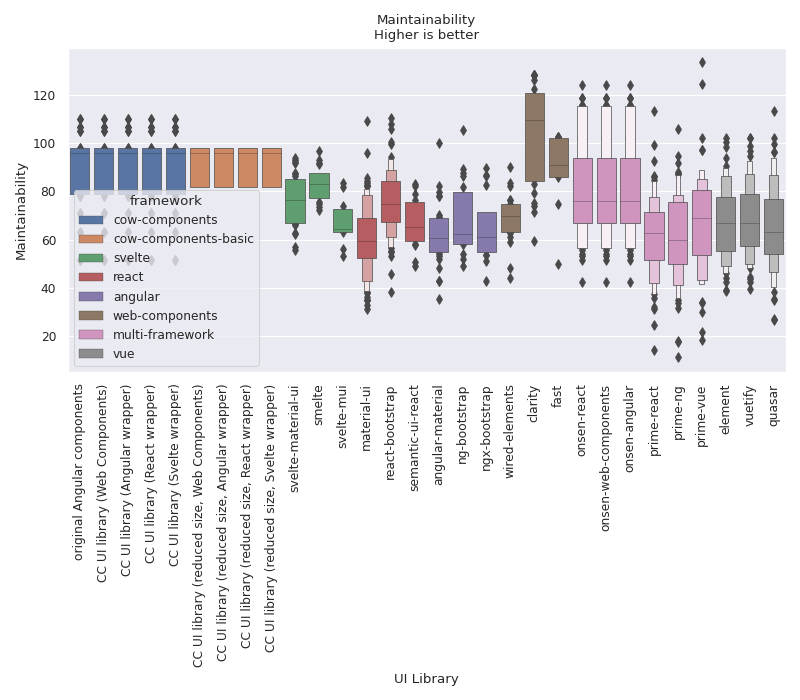 Maintainability
Higher is better
Maintainability
120
100
80
60
40
20
framework
cow-components
cow-components-basic
svelte
react
angular
web-components
multi-framework
vue
original Angular components
CC UI library (Web Components)
CC UI library (Angular wrapper)
CC UI library (React wrapper)
CC UI library (Svelte wrapper)
CC UI library (reduced size, Web Components)
CC UI library (reduced size, Angular wrapper)
CC UI library (reduced size, React wrapper)
CC UI library (reduced size, Svelte wrapper)
svelte-material-ui
smelte
svelte-mui
material-ui
react-bootstrap
semantic-ui-react
angular-material
ng-bootstrap
ngx-bootstrap
wired-elements
clarity
fast
onsen-react
onsen-web-components
onsen-angular
prime-react
prime-ng
prime-vue
element
vuetify
quasar
UI Library